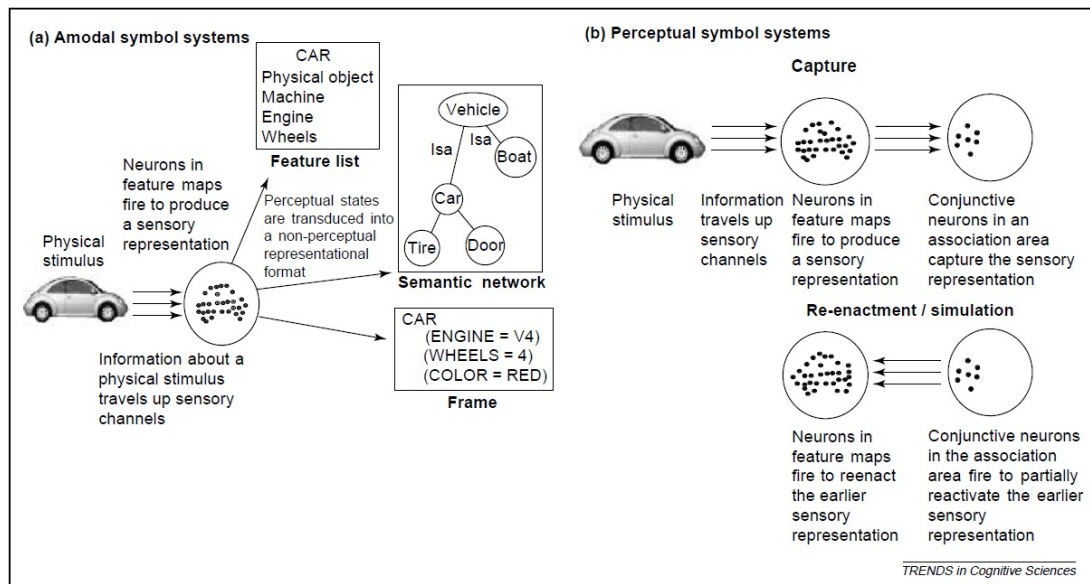 (a) Amodal symbol systems
CAR
Physical object
Machine
Engine
Wheels
Feature list
Vehicle
Isa
Isa
Boat
Car
Tire
Door
Semantic network
Neurons in
feature maps
fire to produce
a sensory
representation
Perceptual states
are transduced into
a non-perceptual
representational
format
Physical
stimulus
Information about a
physical stimulus
travels up sensory
channels
CAR
(ENGINE = V4)
(WHEELS = 4)
(COLOR = RED)
Frame
(b) Perceptual symbol systems
Capture
Physical
stimulus
Information
travels up
sensory
channels
Neurons in
feature maps
fire to produce
a sensory
representation
Conjunctive
neurons in an
association area
capture the sensory
representation
Re-enactment / simulation
Neurons in
feature maps
fire to reenact
the earlier
sensory
representation
Conjunctive neurons
in the association
area fire to partially
reactivate the earlier
sensory
representation
TRENDS in Cognitive Sciences